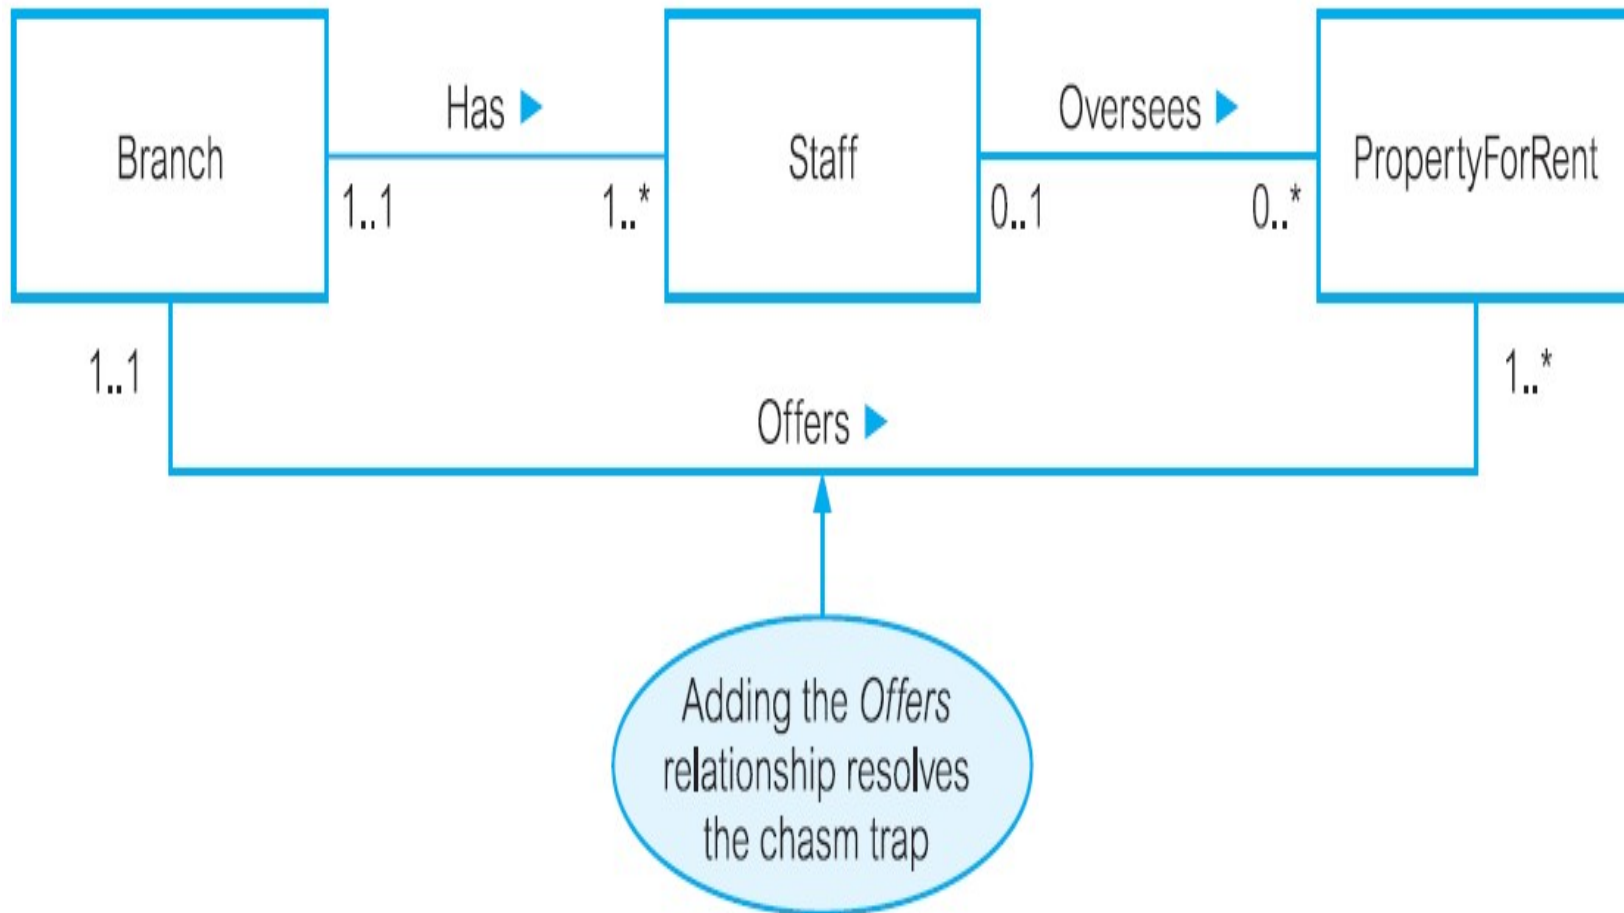 Has ▶
Oversees ▶
Branch
Staff
PropertyForRent
1..1
1..*
0..1
0..*
1..1
1..*
Offers ▶
Adding the Offers
relationship resolves
the chasm trap